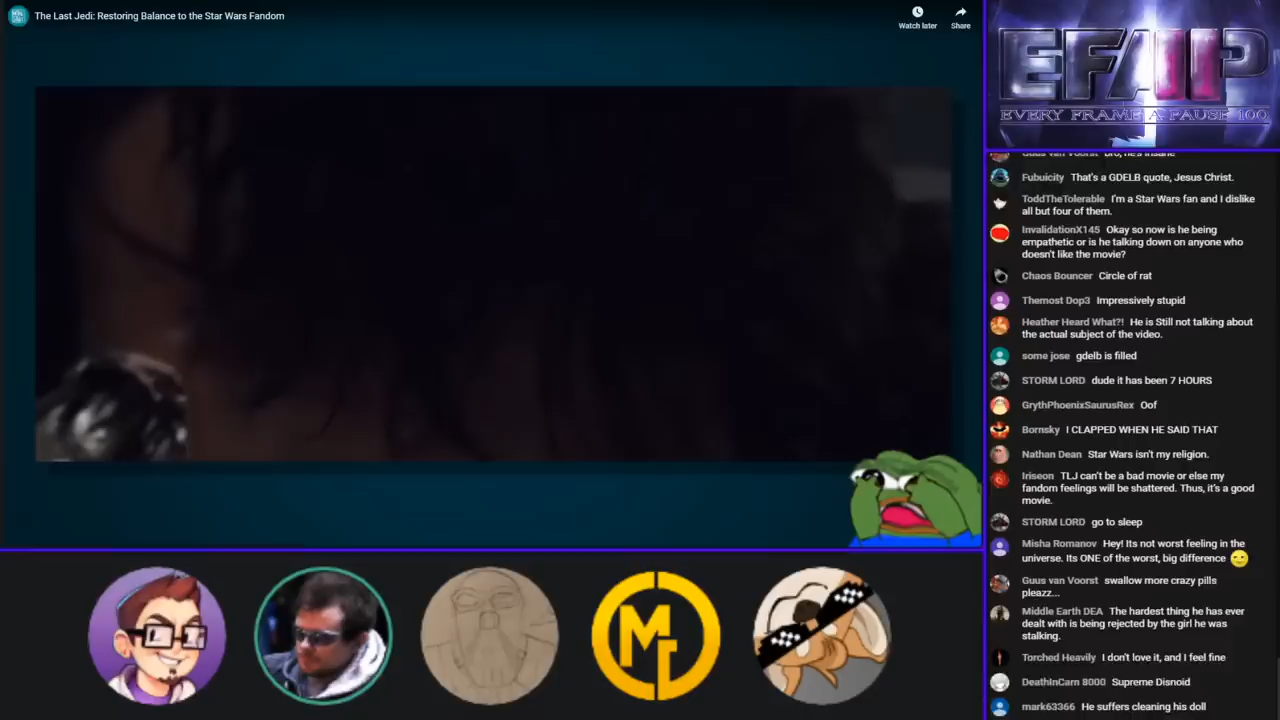 The Last Jedi: Restoring Balance to the Star Wars Fandom
Watch later
Share
EFAP
EVERY FRAME A PAUSE 100
Guus van Voorst bro, he's insane
Fubuicity That's a GDELB quote, Jesus Christ.
ToddTheTolerable I'm a Star Wars fan and I dislike
all but four of them.
InvalidationX145 Okay so now is he being
empathetic or is he talking down on anyone who
doesn't like the movie?
Chaos Bouncer Circle of rat
Themost Dop3 Impressively stupid
Heather Heard What?! He is Still not talking about
the actual subject of the video.
some jose gdelb is filled
STORM LORD dude it has been 7 HOURS
GrythPhoenixSaurusRex Oof
Bornsky I CLAPPED WHEN HE SAID THAT
Nathan Dean Star Wars isn't my religion.
Iriseon TLJ can't be a bad movie or else my
fandom feelings will be shattered. Thus, it's a good
movie.
STORM LORD go to sleep
Misha Romanov Hey! Its not worst feeling in the
universe. Its ONE of the worst, big difference
Guus van Voorst swallow more crazy pills
pleazz...
Middle Earth DEA The hardest thing he has ever
dealt with is being rejected by the girl he was
stalking.
Torched Heavily I don't love it, and I feel fine
DeathInCarn 8000 Supreme Disnoid
mark63366 He suffers cleaning his doll